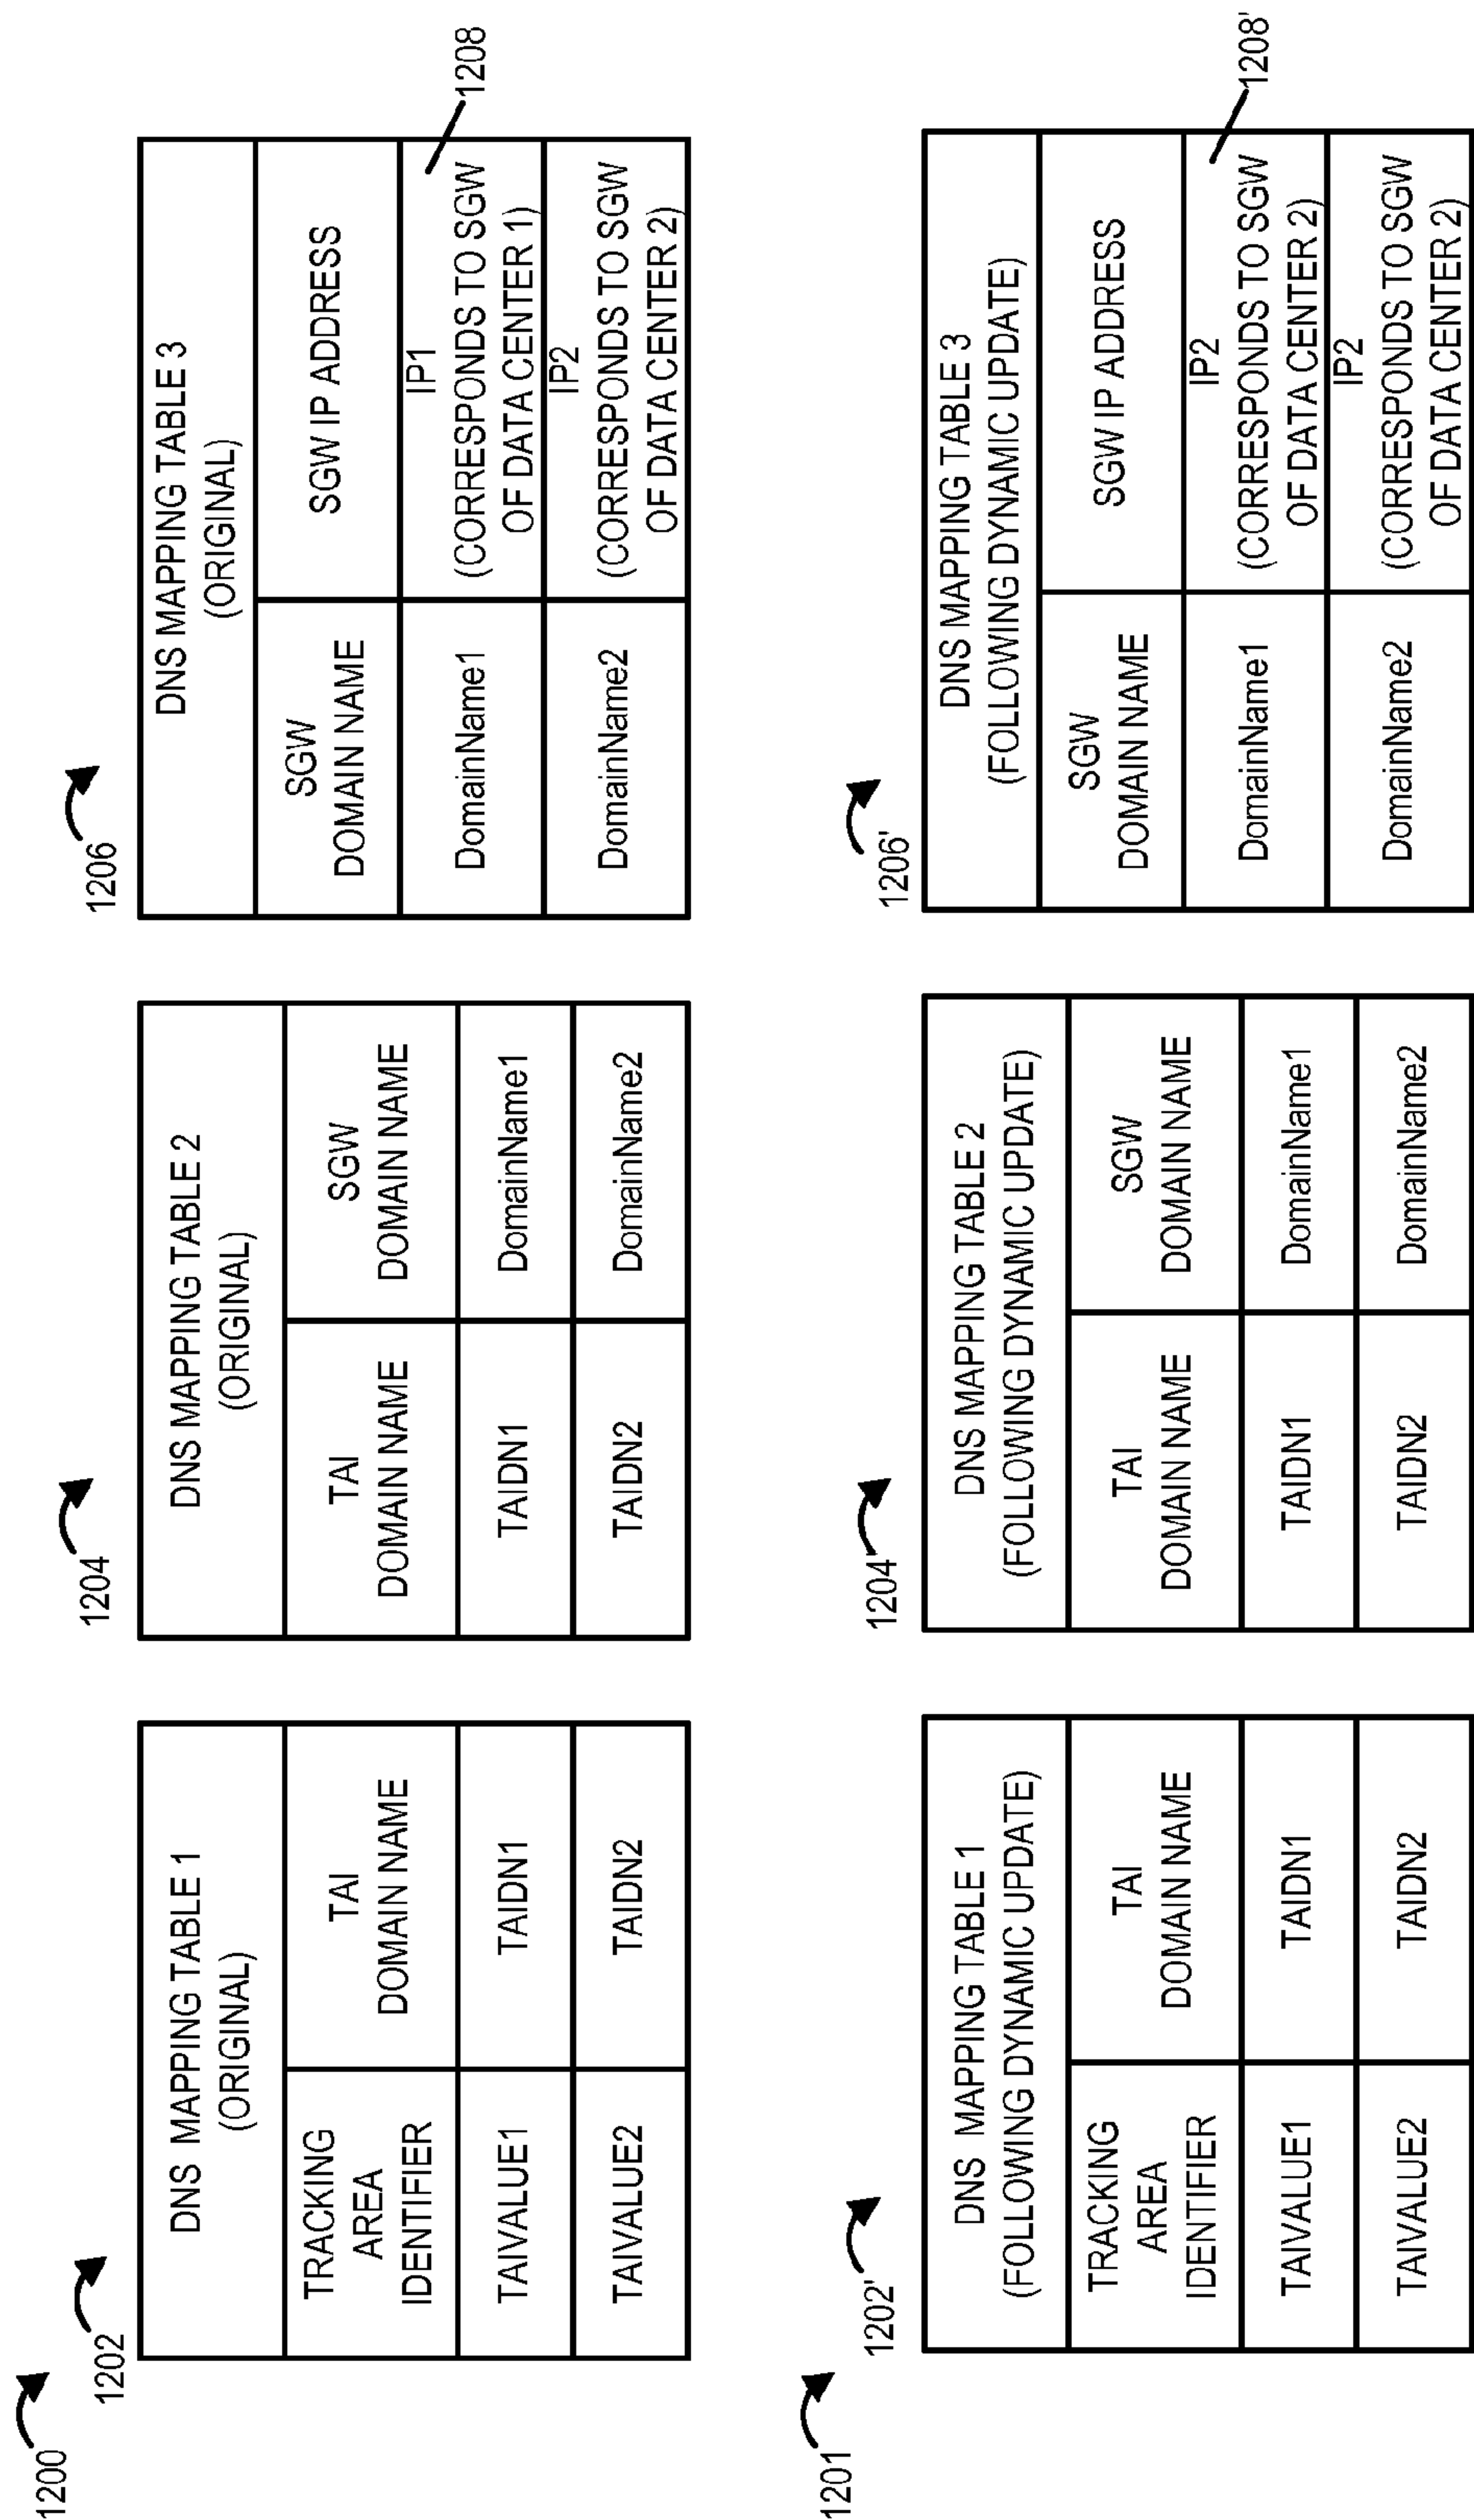 1200
1202
DNS MAPPING TABLE 1
(ORIGINAL)
TRACKING
AREA
IDENTIFIER
TAI
DOMAIN NAME
TAIVALUE1
TAIDN1
TAIVALUE2
TAIDN2
1204
DNS MAPPING TABLE 2
(ORIGINAL)
TAI
DOMAIN NAME
SGW
DOMAIN NAME
TAIDN1
DomainName1
TAIDN2
DomainName2
1206
DNS MAPPING TABLE 3
(ORIGINAL)
SGW
DOMAIN NAME
SGW IP ADDRESS
DomainName1
IP1
(CORRESPONDS TO SGW
OF DATA CENTER 1)
1208
DomainName2
IP2
(CORRESPONDS TO SGW
OF DATA CENTER 2)
1201
1202'
DNS MAPPING TABLE 1
(FOLLOWING DYNAMIC UPDATE)
TRACKING
AREA
IDENTIFIER
TAI
DOMAIN NAME
TAIVALUE1
TAIDN1
TAIVALUE2
TAIDN2
1204'
DNS MAPPING TABLE 2
(FOLLOWING DYNAMIC UPDATE)
TAI
DOMAIN NAME
SGW
DOMAIN NAME
TAIDN1
DomainName1
TAIDN2
DomainName2
1206'
DNS MAPPING TABLE 3
(FOLLOWING DYNAMIC UPDATE)
SGW
DOMAIN NAME
SGW IP ADDRESS
DomainName1
IP2
(CORRESPONDS TO SGW
OF DATA CENTER 2)
1208'
DomainName2
IP2
(CORRESPONDS TO SGW
OF DATA CENTER 2)